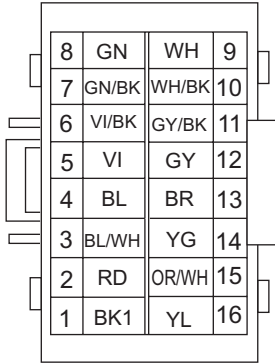 8 GN WH 9
7 GN/BK WH/BK 10
6 VI/BK GY/BK 11
5 VI GY 12
4 BL BR 13
3 BL/WH YG 14
2 RD OR/WH 15
1 BK1 YL 16